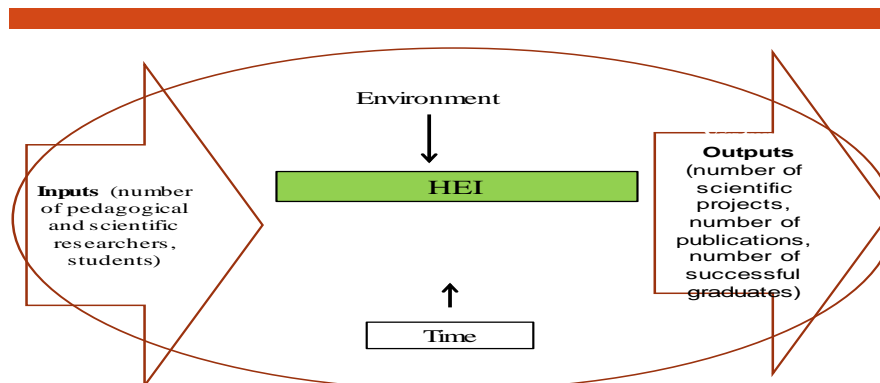 Environment
HEI
Time
Inputs (number
of pedagogical
and scientific
researchers,
students)
Outputs
(number of
scientific
projects,
number of
publications,
number of
successful
graduates)